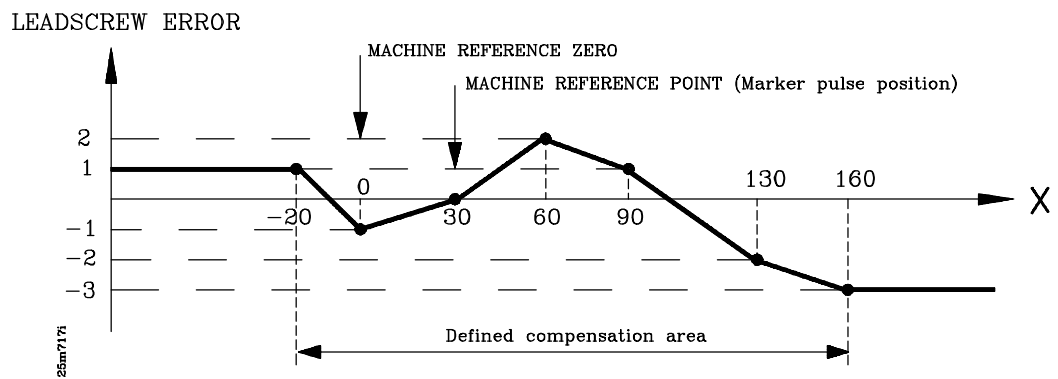 LEADSCREW ERROR
MACHINE REFERENCE ZERO
MACHINE REFERENCE POINT (Marker pulse position)
2
1
0
130
160
X
-20
30
60
90
-1
-2
-3
Defined compensation area
25m717i